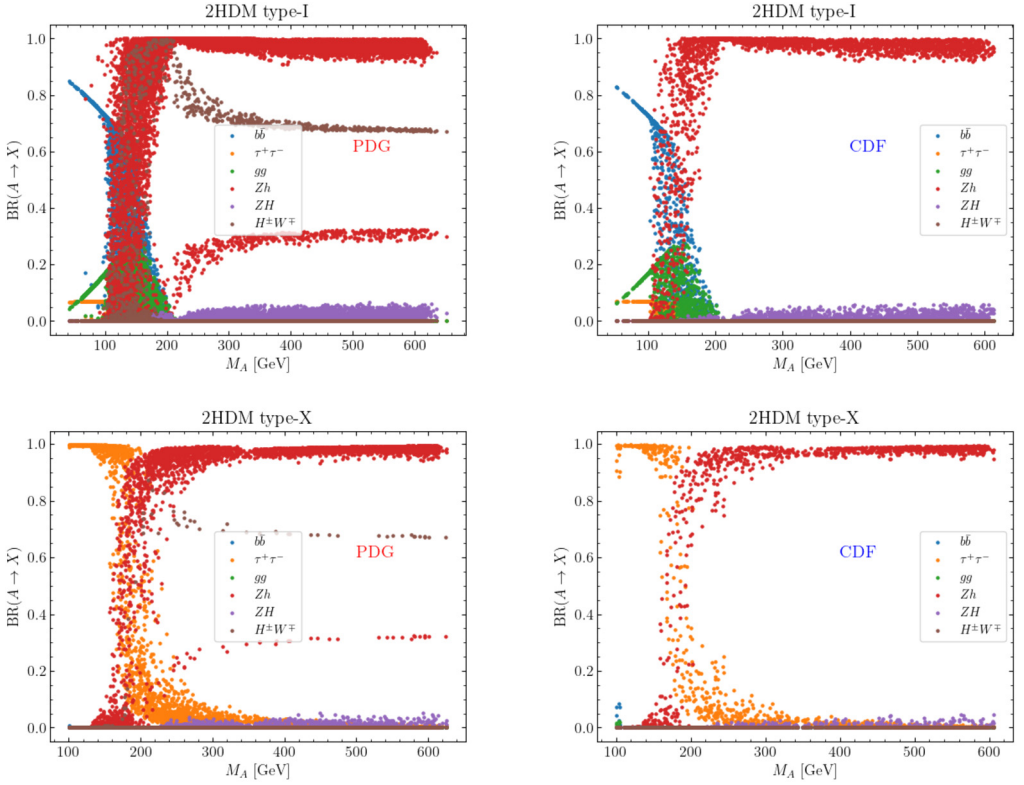 2HDM type-I
BR(A → X)
1.0
0.8
0.6
0.4
0.2
0.0
bb̄
τ⁺τ⁻
gg
Zh
ZH
H±W∓
PDG
100 200 300 400 500 600
M_A [GeV]
2HDM type-I
BR(A → X)
1.0
0.8
0.6
0.4
0.2
0.0
CDF
bb̄
τ⁺τ⁻
gg
Zh
ZH
H±W∓
100 200 300 400 500 600
M_A [GeV]
2HDM type-X
BR(A → X)
1.0
0.8
0.6
0.4
0.2
0.0
bb̄
τ⁺τ⁻
gg
Zh
ZH
H±W∓
PDG
100 200 300 400 500 600
M_A [GeV]
2HDM type-X
BR(A → X)
1.0
0.8
0.6
0.4
0.2
0.0
CDF
bb̄
τ⁺τ⁻
gg
Zh
ZH
H±W∓
100 200 300 400 500 600
M_A [GeV]